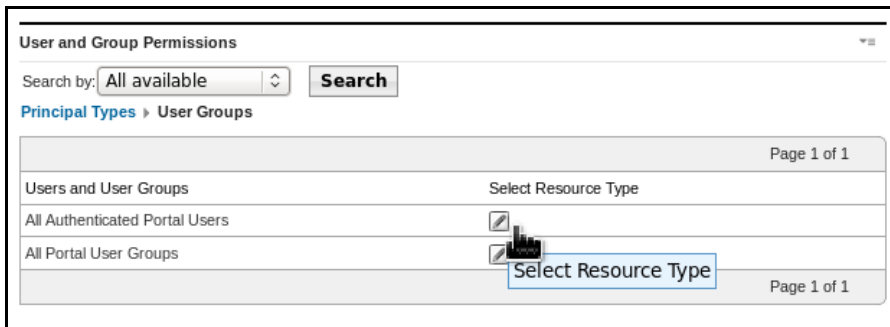 User and Group Permissions
Search by: All available Search
Principal Types User Groups
Page 1 of 1
Users and User Groups Select Resource Type
All Authenticated Portal Users
All Portal User Groups
Select Resource Type
Page 1 of 1